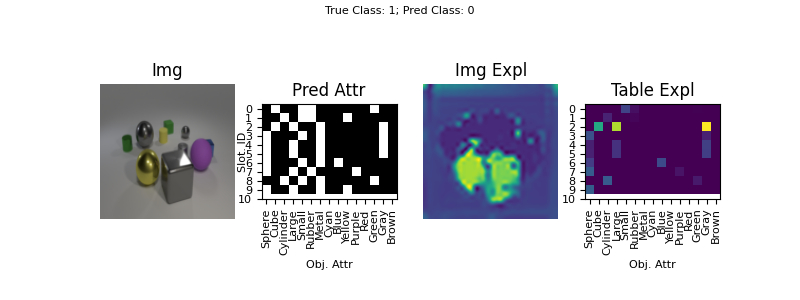 True Class: 1; Pred Class: 0
Img
Pred Attr
Img Expl
Table Expl
Slot. ID
0
1
2
3
4
5
6
7
8
9
10
Sphere
Cube
Cylinder
Large
Small
Rubber
Metal
Cyan
Blue
Yellow
Purple
Red
Green
Gray
Brown
Obj. Attr
0
1
2
3
4
5
6
7
8
9
10
Sphere
Cube
Cylinder
Large
Small
Rubber
Metal
Cyan
Blue
Yellow
Purple
Red
Green
Gray
Brown
Obj. Attr